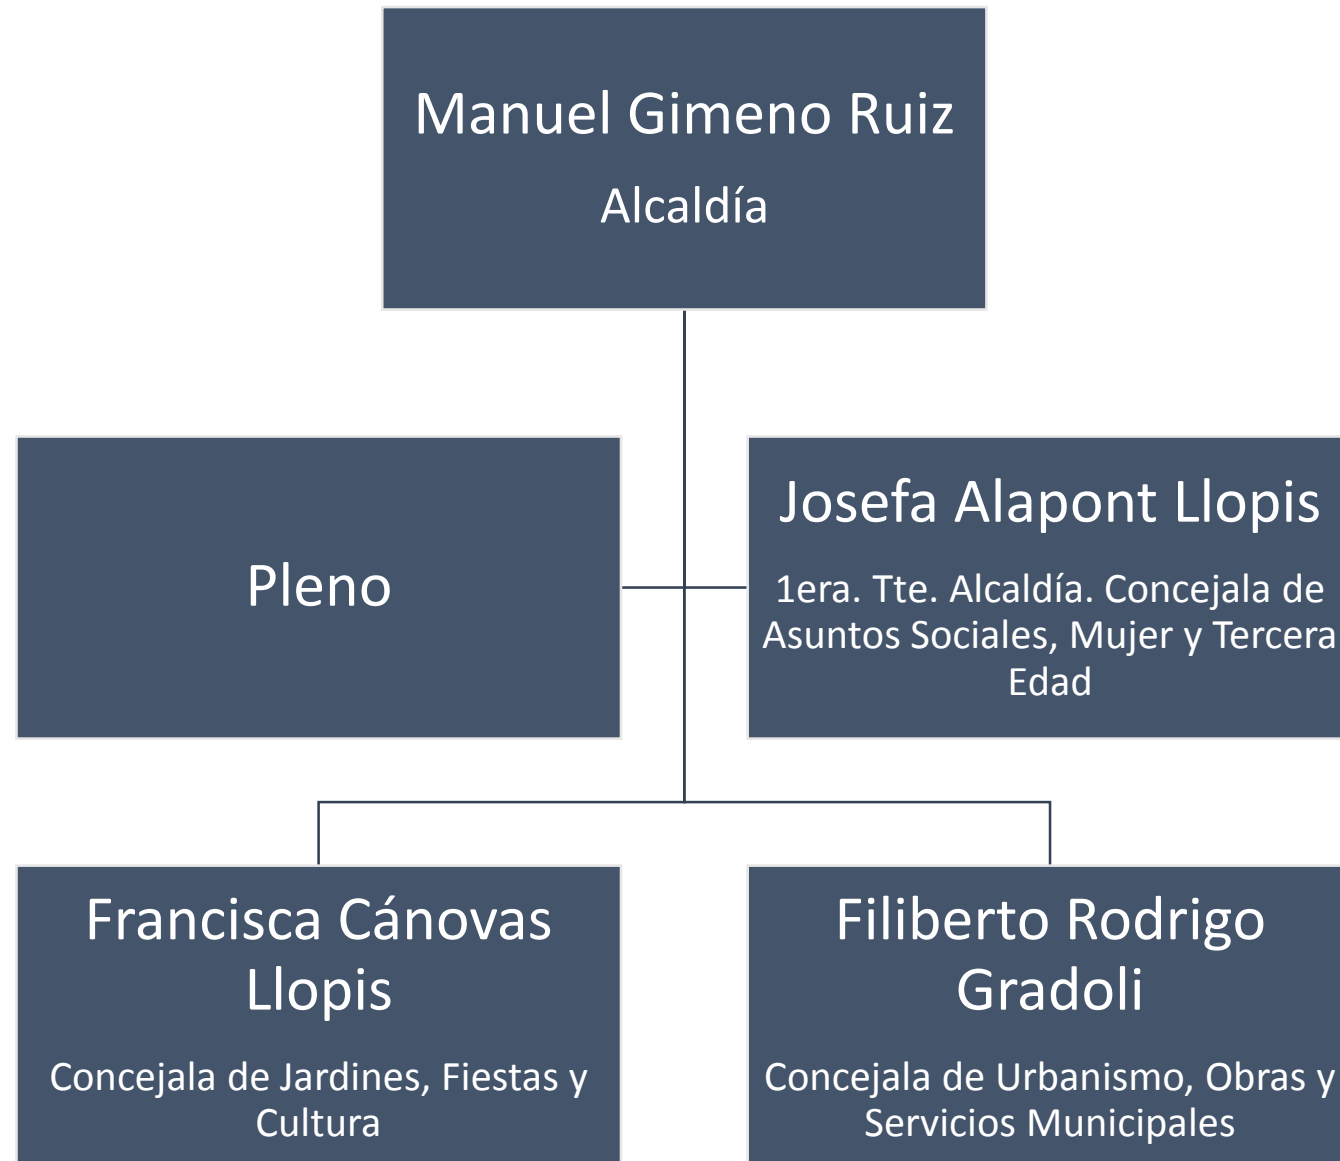 Manuel Gimeno Ruiz
Alcaldía
Pleno
Josefa Alapont Llopis
1era. Tte. Alcaldía. Concejala de
Asuntos Sociales, Mujer y Tercera
Edad
Francisca Cánovas
Llopis
Concejala de Jardines, Fiestas y
Cultura
Filiberto Rodrigo
Gradoli
Concejala de Urbanismo, Obras y
Servicios Municipales